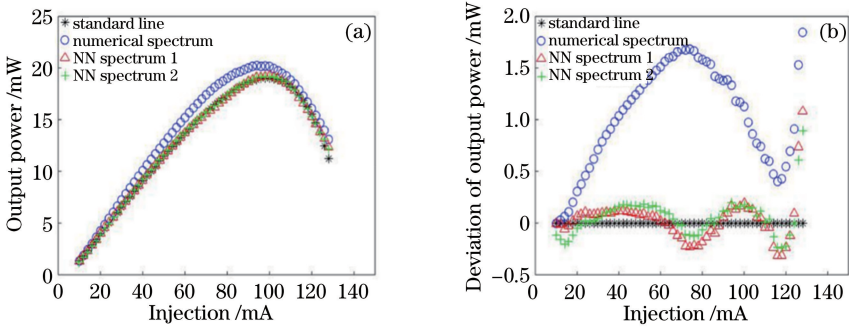 25
20
15
10
5
0
0
20
40
60
80
100
120
140
Output power /mW
Injection /mA
standard line
numerical spectrum
NN spectrum 1
NN spectrum 2
(a)
2.0
1.5
1.0
0.5
0
−0.5
0
20
40
60
80
100
120
140
Deviation of output power /mW
Injection /mA
standard line
numerical spectrum
NN spectrum 1
NN spectrum 2
(b)